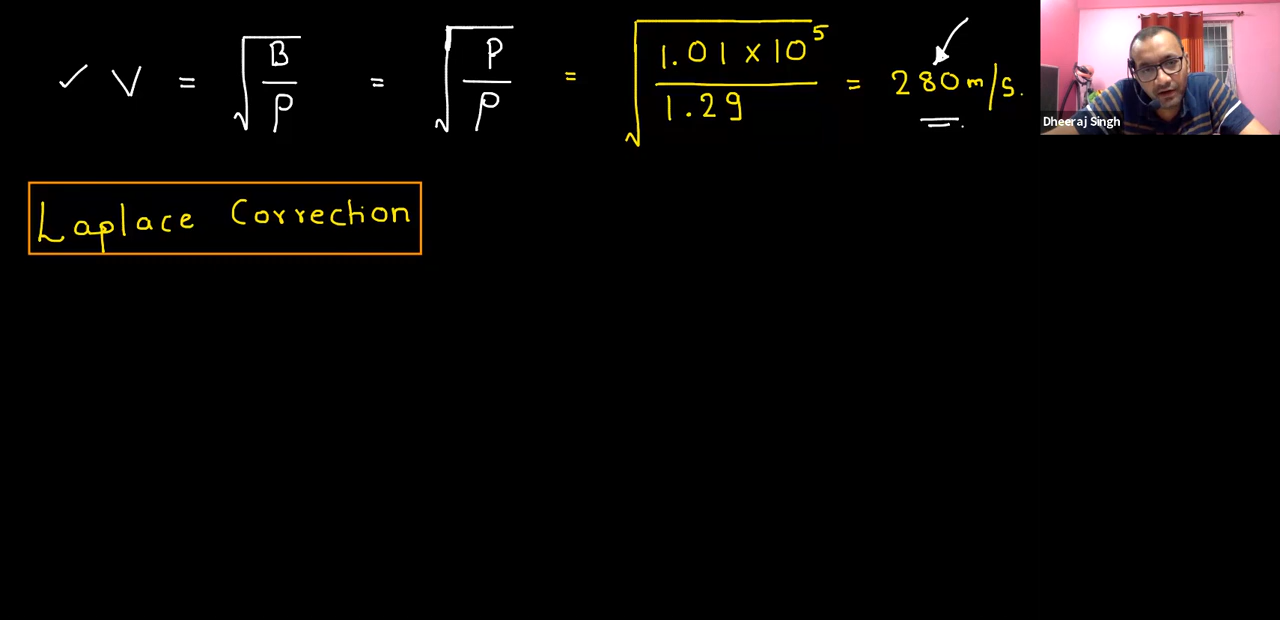 ✓ V = √(B/ρ) = √(P/ρ) = √(1.01 × 10⁵/1.29) = 280 m/s.
Dheeraj Singh
Laplace Correction